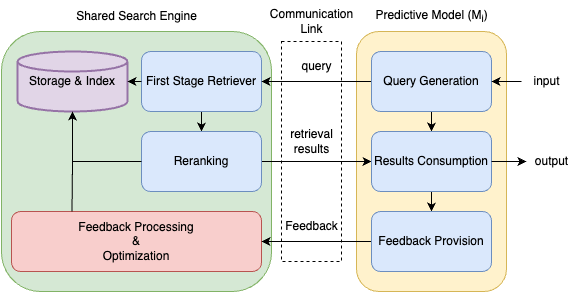 Shared Search Engine
Communication
Link
Predictive Model (Mᵢ)
Storage & Index
First Stage Retriever
query
Query Generation
input
Reranking
retrieval
results
Results Consumption
output
Feedback Processing
&
Optimization
Feedback
Feedback Provision